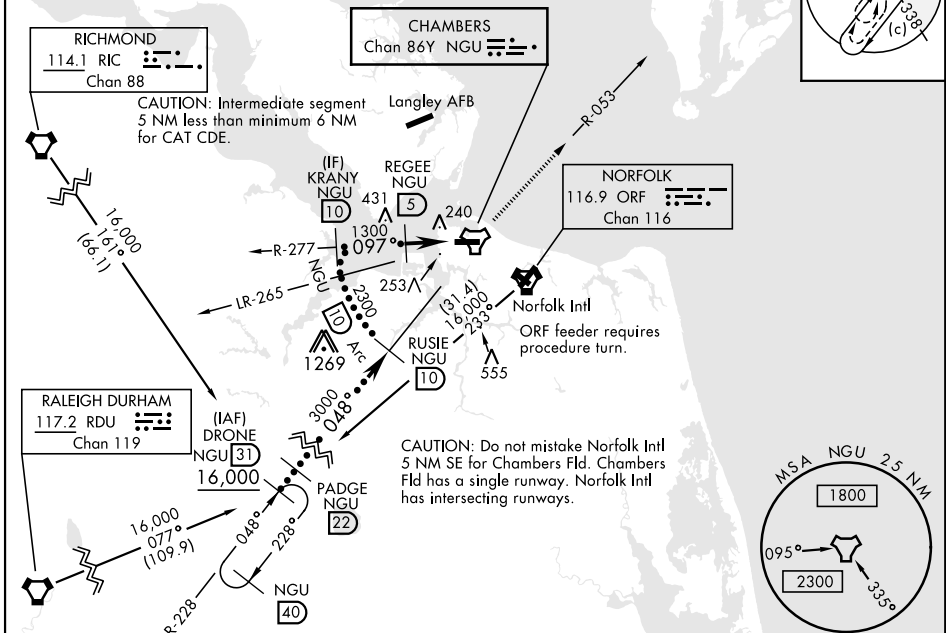 RICHMOND
114.1 RIC
Chan 88
CHAMBERS
Chan 86Y NGU
338
(c)
CAUTION: Intermediate segment
5 NM less than minimum 6 NM
for CAT CDE.
Langley AFB
R-053
(IF)
KRANY
NGU
10
REGEE
NGU
5
431
240
NORFOLK
116.9 ORF
Chan 116
16,000
161°
(66.1)
R-277
1300
097°
LR-265
NGU
10
Arc
2300
253
(31.4)
16,000
233°
Norfolk Intl
ORF feeder requires
procedure turn.
1269
RUSIE
NGU
10
555
RALEIGH DURHAM
117.2 RDU
Chan 119
(IAF)
DRONE
NGU 31
16,000
3000
048°
CAUTION: Do not mistake Norfolk Intl
5 NM SE for Chambers Fld. Chambers
Fld has a single runway. Norfolk Intl
has intersecting runways.
PADGE
NGU
22
16,000
077°
(109.9)
048°
228°
R-228
NGU
40
MSA NGU 25 NM
1800
095°
2300
335°